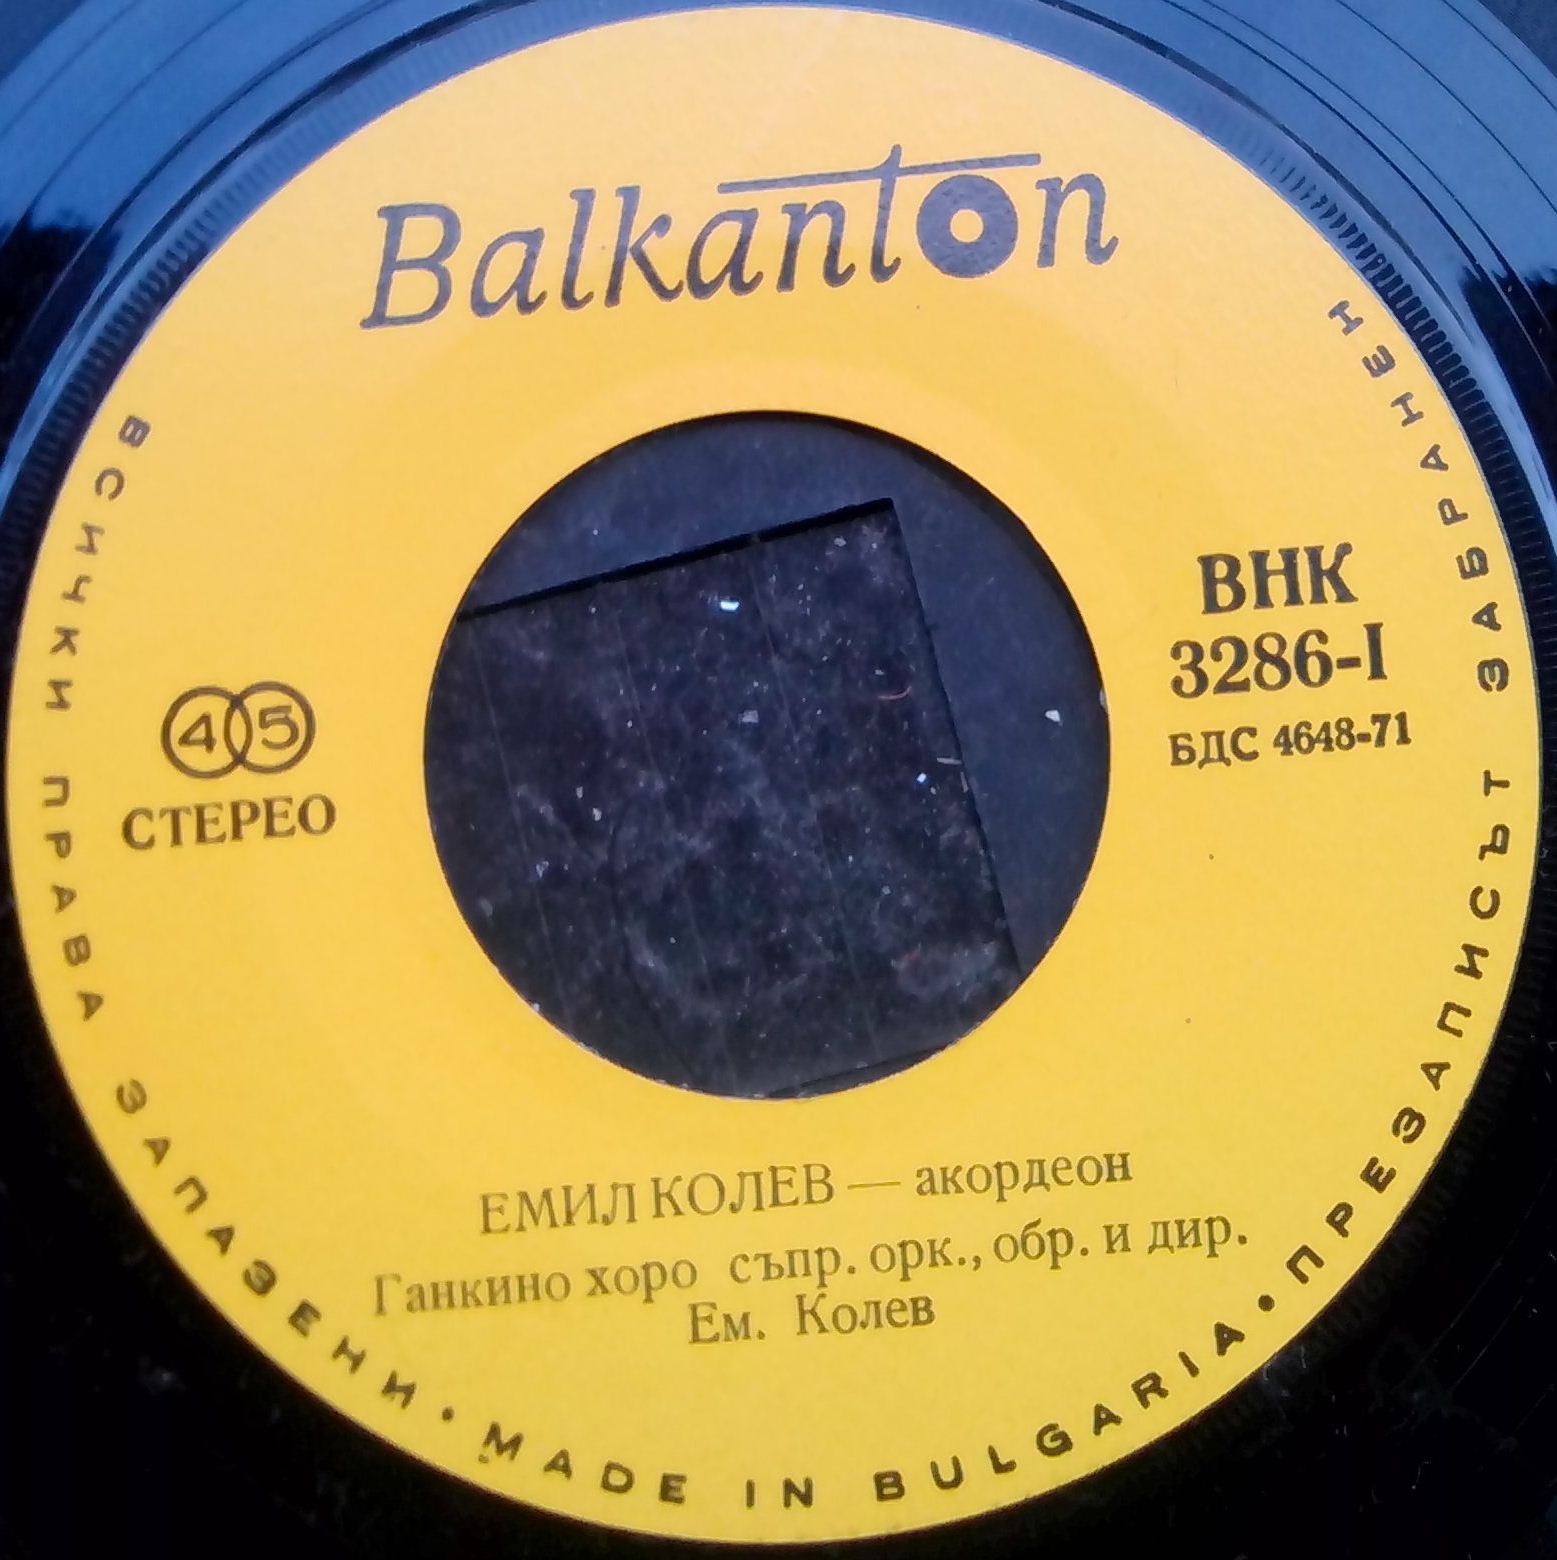 Balkanton
ВНК
3286-I
БДС 4648-71
45
СТЕРЕО
ЕМИЛ КОЛЕВ — акордеон
Ганкино хоро съпр. орк., обр. и дир.
Ем. Колев
ВСИЧКИ ПРАВА ЗАПАЗЕНИ • MADE IN BULGARIA • ПРЕЗАПИСЪТ ЗАБРАНЕН